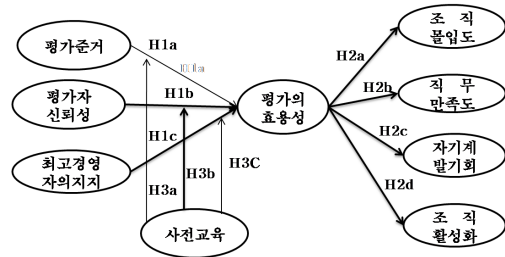 조 직
몰입도
평가준거
H1a
H2a
H1a
평가자
신뢰성
H1b
평가의
효용성
H2b
직 무
만족도
H1c
H2c
최고경영
자의지지
H3a
H3b
H3C
자기계
발기회
H2d
사전교육
조 직
활성화